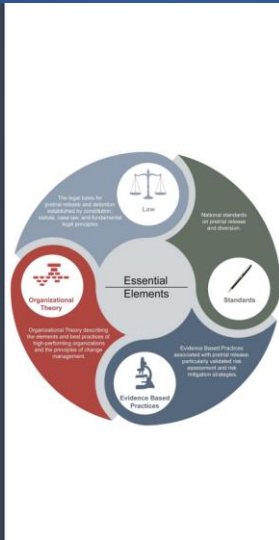 Law
The legal basis for
pretrial release and detention
established by constitution,
statute, case law, and fundamental
legal principles.
National standards
on pretrial release
and diversion.
Essential
Elements
Organizational
Theory
Standards
Organizational Theory describing
the elements and best practices of
high-performing organizations
and the principles of change
management.
Evidence Based Practices
associated with pretrial release,
particularly validated risk
assessment and risk
mitigation strategies.
Evidence Based
Practices